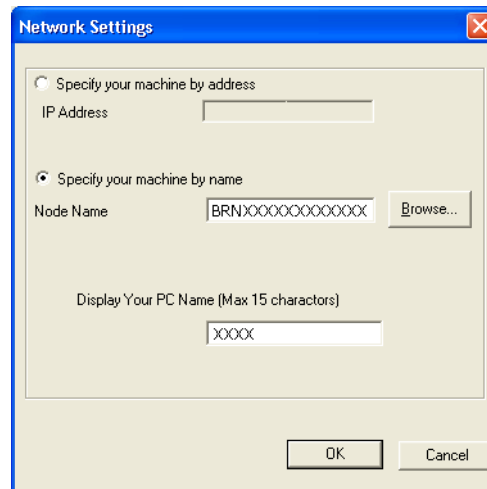 Network Settings
Specify your machine by address
IP Address
Specify your machine by name
Node Name BRNXXXXXXXXXXXX Browse...
Display Your PC Name (Max 15 charactors)
XXXX
OK Cancel